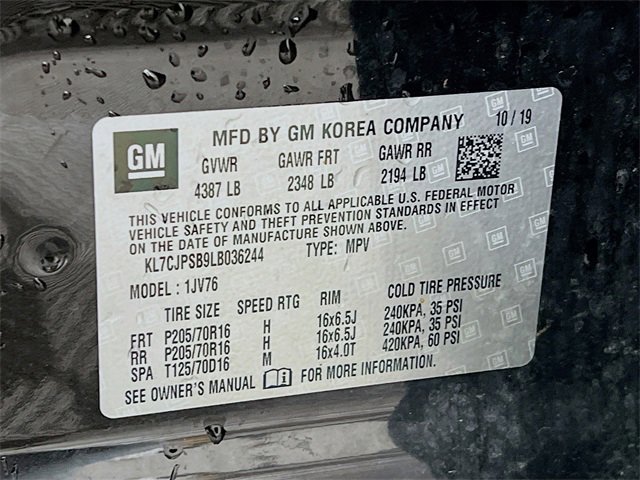 GM
MFD BY GM KOREA COMPANY 10 / 19
GVWR GAWR FRT GAWR RR
4387 LB 2348 LB 2194 LB
THIS VEHICLE CONFORMS TO ALL APPLICABLE U.S. FEDERAL MOTOR
VEHICLE SAFETY AND THEFT PREVENTION STANDARDS IN EFFECT
ON THE DATE OF MANUFACTURE SHOWN ABOVE.
KL7CJPSB9LB036244 TYPE: MPV
MODEL : 1JV76
TIRE SIZE SPEED RTG RIM COLD TIRE PRESSURE
FRT P205/70R16 H 16x6.5J 240KPA, 35 PSI
RR P205/70R16 H 16x6.5J 240KPA, 35 PSI
SPA T125/70D16 M 16x4.0T 420KPA, 60 PSI
SEE OWNER'S MANUAL FOR MORE INFORMATION.